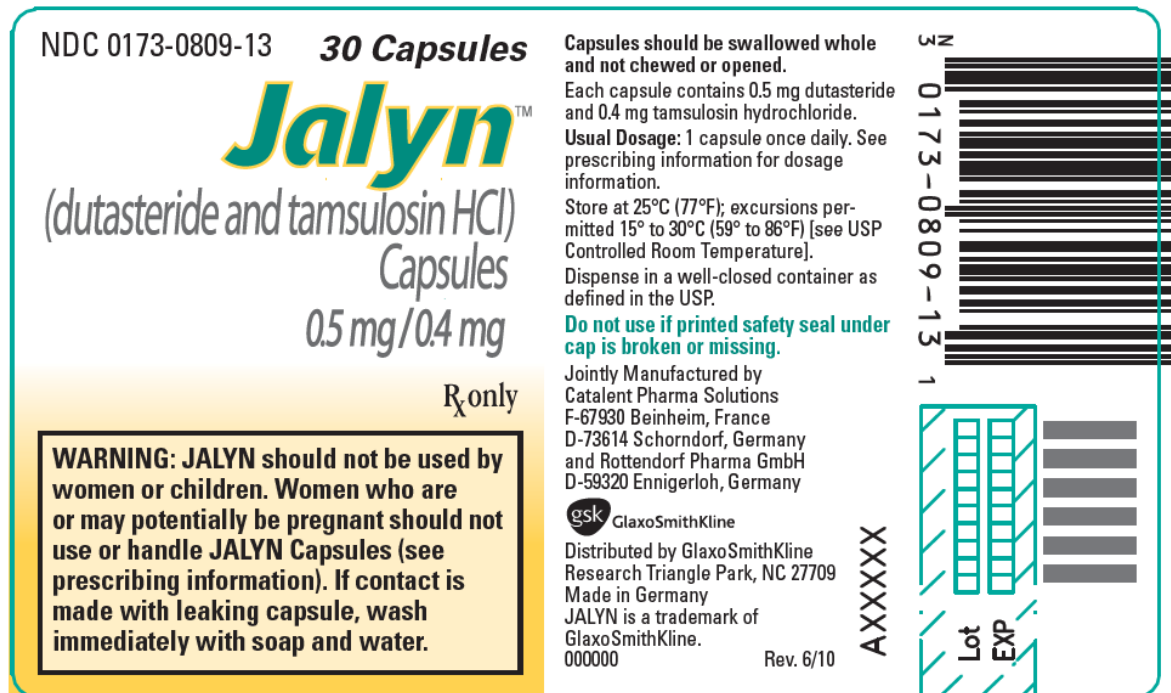 NDC 0173-0809-13
30 Capsules
Jalyn™
(dutasteride and tamsulosin HCl)
Capsules
0.5 mg/0.4 mg
Rx only
WARNING: JALYN should not be used by
women or children. Women who are
or may potentially be pregnant should not
use or handle JALYN Capsules (see
prescribing information). If contact is
made with leaking capsule, wash
immediately with soap and water.
Capsules should be swallowed whole
and not chewed or opened.
Each capsule contains 0.5 mg dutasteride
and 0.4 mg tamsulosin hydrochloride.
Usual Dosage: 1 capsule once daily. See
prescribing information for dosage
information.
Store at 25°C (77°F); excursions per-
mitted 15° to 30°C (59° to 86°F) [see USP
Controlled Room Temperature].
Dispense in a well-closed container as
defined in the USP.
Do not use if printed safety seal under
cap is broken or missing.
Jointly Manufactured by
Catalent Pharma Solutions
F-67930 Beinheim, France
D-73614 Schorndorf, Germany
and Rottendorf Pharma GmbH
D-59320 Ennigerloh, Germany
gsk GlaxoSmithKline
Distributed by GlaxoSmithKline
Research Triangle Park, NC 27709
Made in Germany
JALYN is a trademark of
GlaxoSmithKline.
000000 Rev. 6/10
AXXXXX
N
3 0173-0809-13 1
Lot
EXP